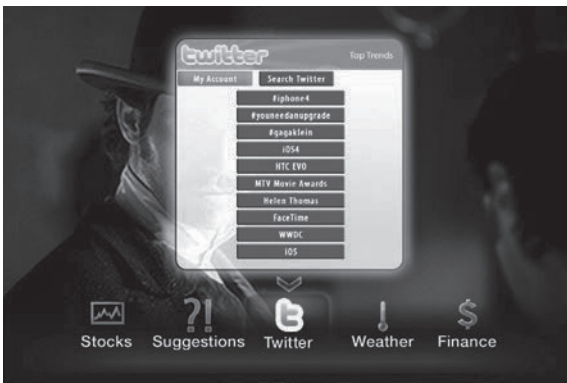 twitter
Top Trends
My Account
Search Twitter
#iphone4
#youneedanupgrade
#gagaklein
iOS4
HTC EVO
MTV Movie Awards
Helen Thomas
FaceTime
WWDC
iOS
?!
t
$
Stocks
Suggestions
Twitter
Weather
Finance